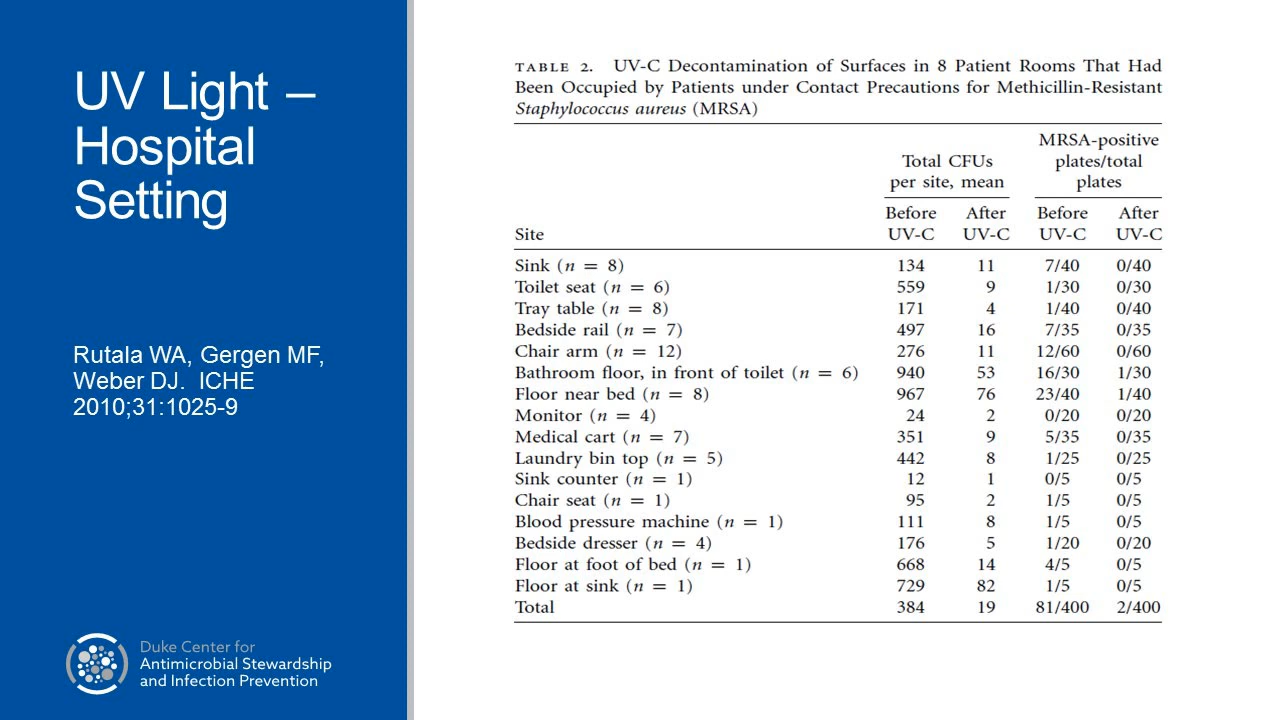 UV Light –
Hospital
Setting
Rutala WA, Gergen MF,
Weber DJ.  ICHE
2010;31:1025-9
Duke Center for
Antimicrobial Stewardship
and Infection Prevention
TABLE 2. UV-C Decontamination of Surfaces in 8 Patient Rooms That Had
Been Occupied by Patients under Contact Precautions for Methicillin-Resistant
Staphylococcus aureus (MRSA)
Total CFUs per site, mean | MRSA-positive plates/total plates
Site | Before UV-C | After UV-C | Before UV-C | After UV-C
Sink (n = 8) 134 11 7/40 0/40
Toilet seat (n = 6) 559 9 1/30 0/30
Tray table (n = 8) 171 4 1/40 0/40
Bedside rail (n = 7) 497 16 7/35 0/35
Chair arm (n = 12) 276 11 12/60 0/60
Bathroom floor, in front of toilet (n = 6) 940 53 16/30 1/30
Floor near bed (n = 8) 967 76 23/40 1/40
Monitor (n = 4) 24 2 0/20 0/20
Medical cart (n = 7) 351 9 5/35 0/35
Laundry bin top (n = 5) 442 8 1/25 0/25
Sink counter (n = 1) 12 1 0/5 0/5
Chair seat (n = 1) 95 2 1/5 0/5
Blood pressure machine (n = 1) 111 8 1/5 0/5
Bedside dresser (n = 4) 176 5 1/20 0/20
Floor at foot of bed (n = 1) 668 14 4/5 0/5
Floor at sink (n = 1) 729 82 1/5 0/5
Total 384 19 81/400 2/400